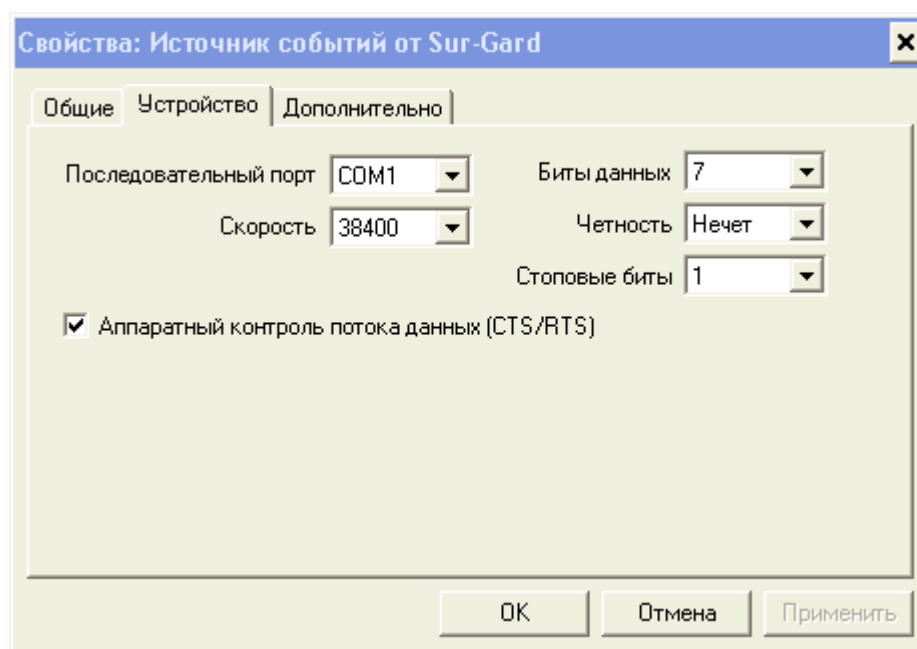 Свойства: Источник событий от Sur-Gard
Общие Устройство Дополнительно
Последовательный порт COM1 Биты данных 7
Скорость 38400 Четность Нечет
Стоповые биты 1
Аппаратный контроль потока данных (CTS/RTS)
OK Отмена Применить